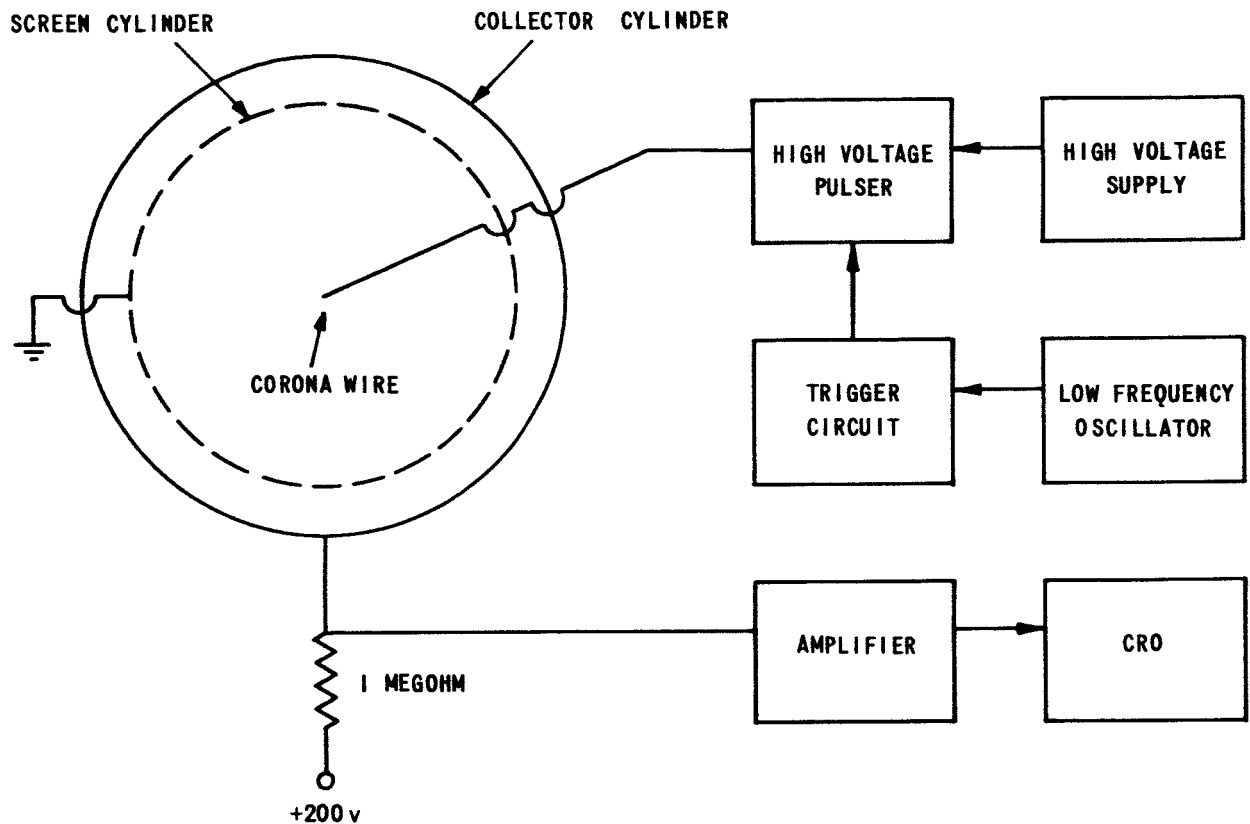 SCREEN CYLINDER
COLLECTOR CYLINDER
HIGH VOLTAGE
PULSER
HIGH VOLTAGE
SUPPLY
CORONA WIRE
TRIGGER
CIRCUIT
LOW FREQUENCY
OSCILLATOR
AMPLIFIER
CRO
1 MEGOHM
+200 v